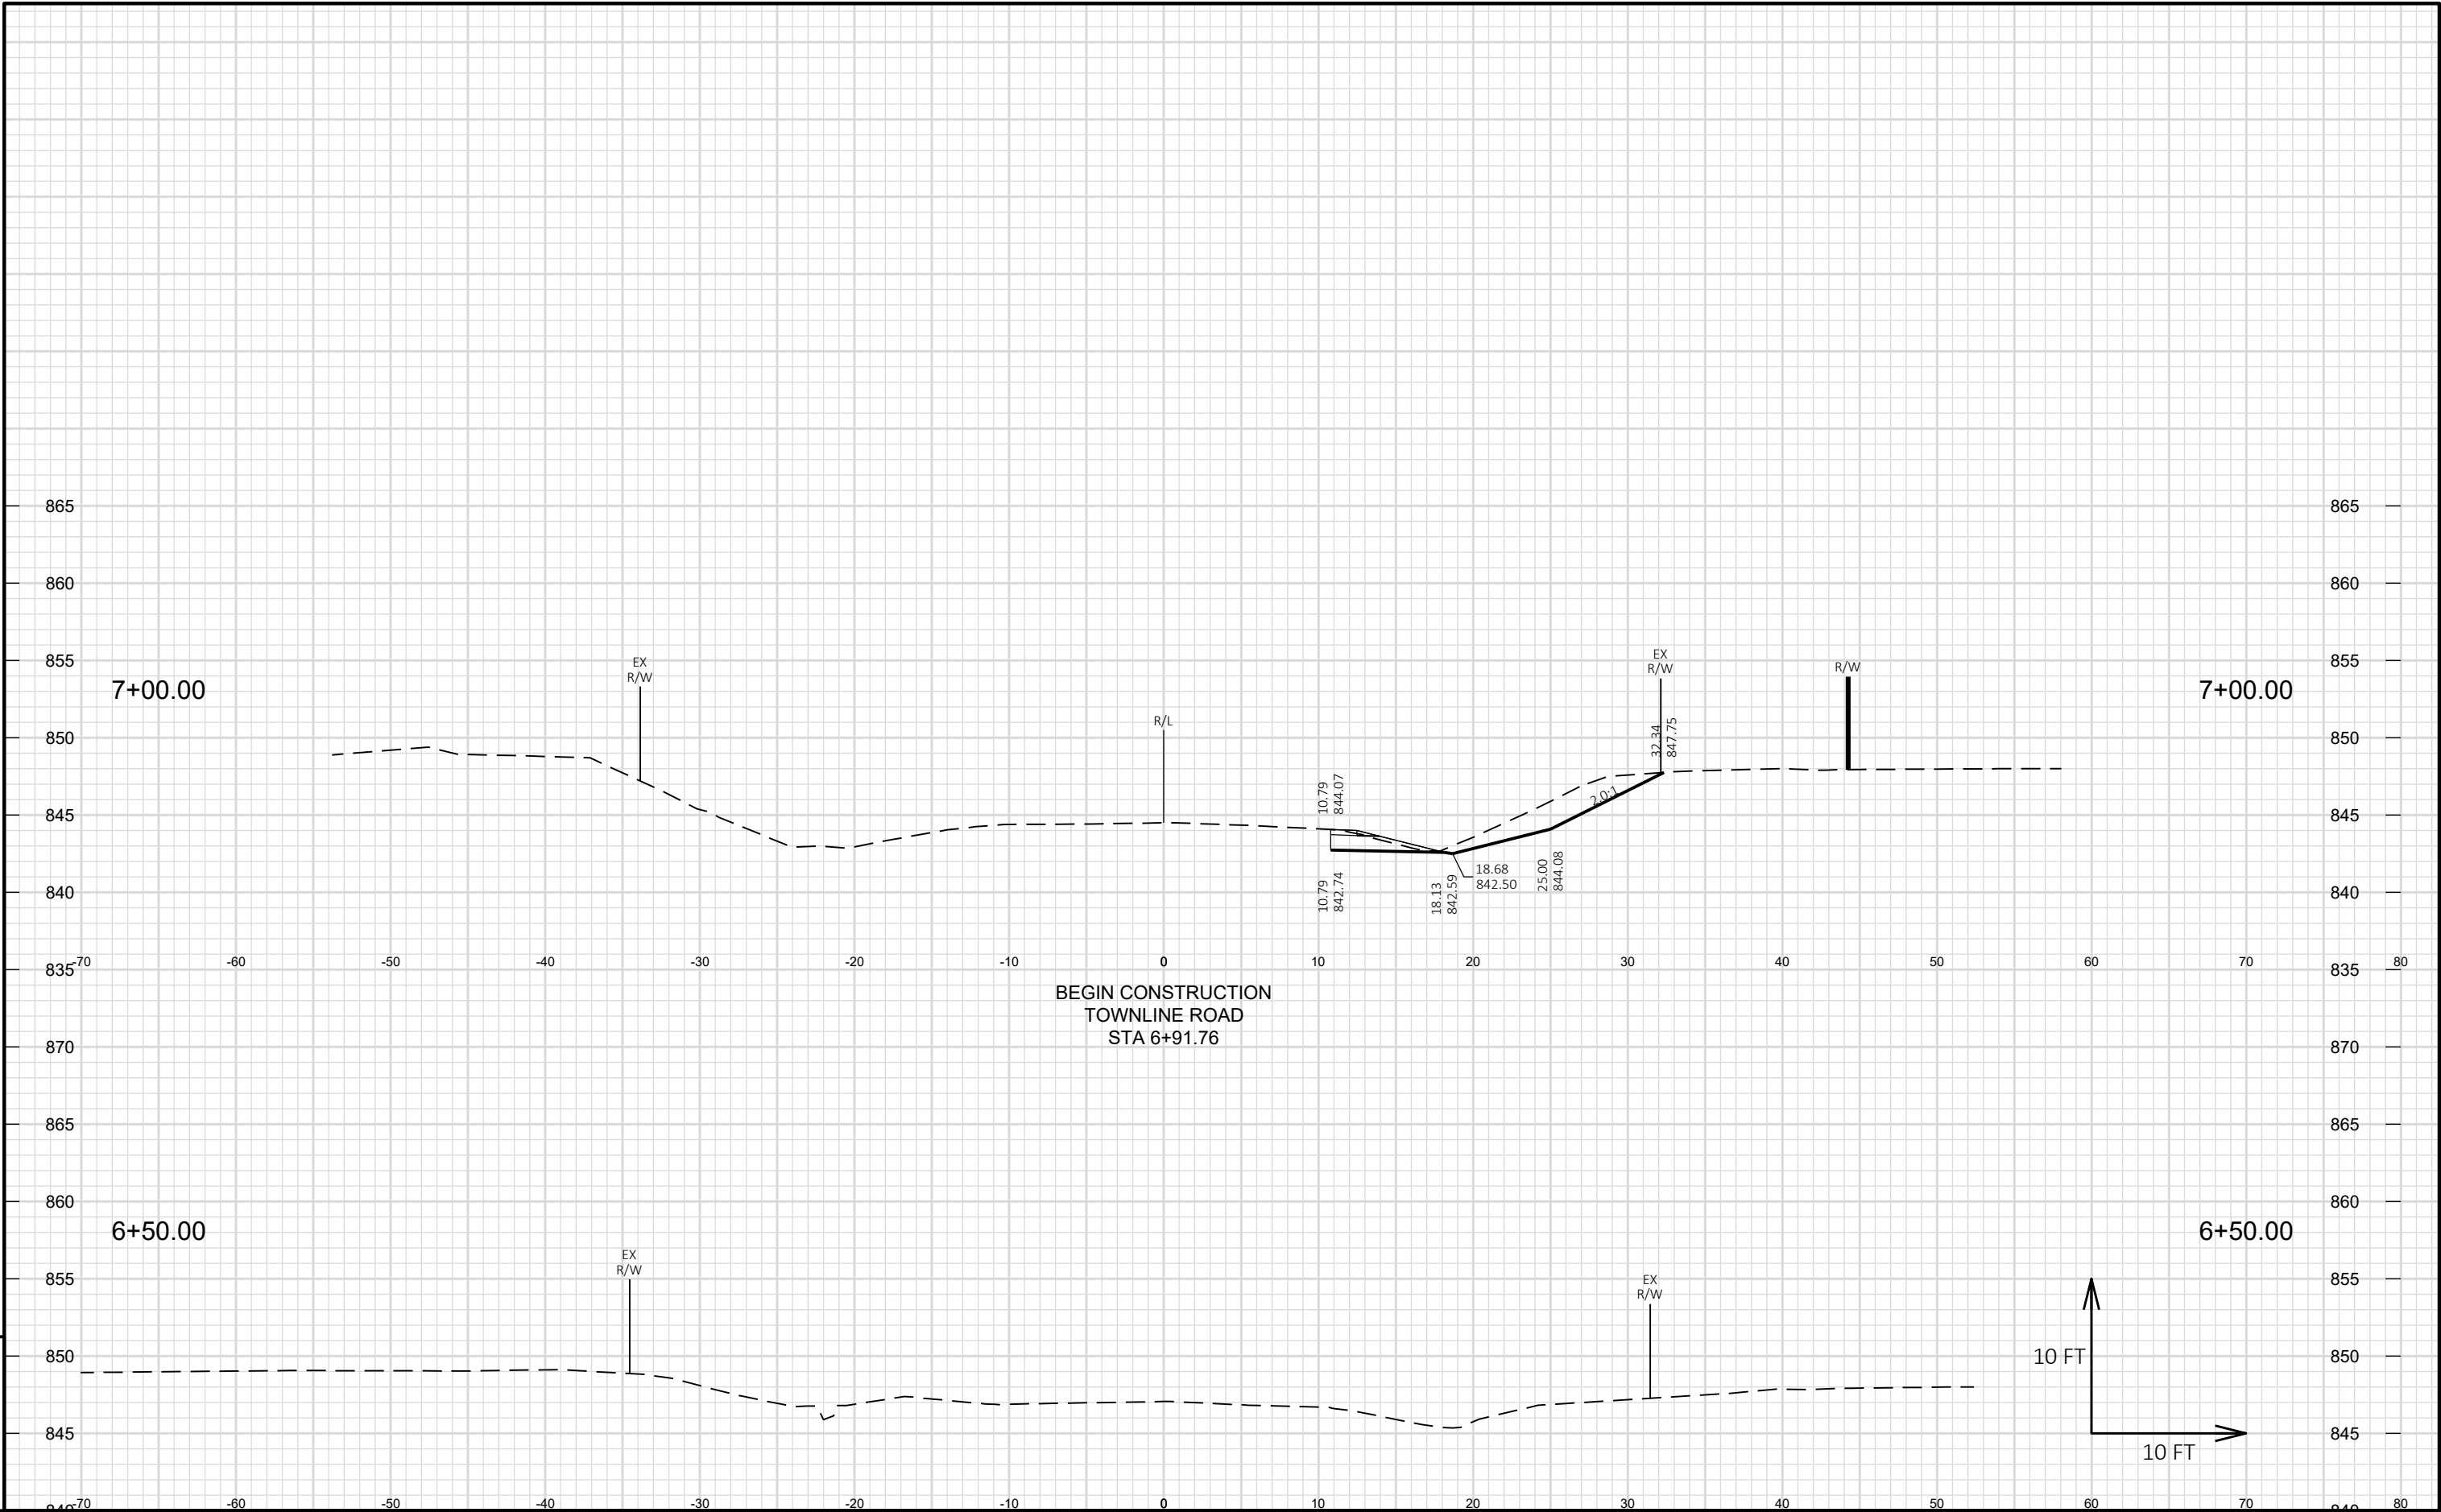 865 865
860 860
EX
R/W
EX
R/W
R/W
855 855
7+00.00 7+00.00
R/L
32.34
847.75
850 850
10.79
844.07
2.0:1
845 845
10.79
842.74
18.13
842.59
18.68
842.50
25.00
844.08
840 840
-70 -60 -50 -40 -30 -20 -10 0 10 20 30 40 50 60 70 80
835 835
BEGIN CONSTRUCTION
TOWNLINE ROAD
STA 6+91.76
870 870
865 865
860 860
6+50.00 6+50.00
EX
R/W
EX
R/W
855 855
850 850
10 FT
845 845
10 FT
-70 -60 -50 -40 -30 -20 -10 0 10 20 30 40 50 60 70 80